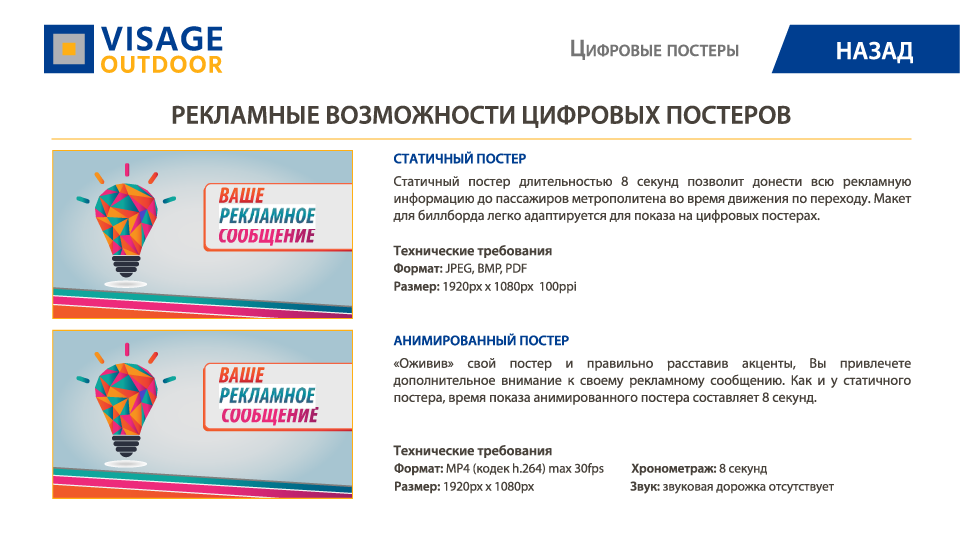 VISAGE
OUTDOOR
Цифровые постеры
НАЗАД
РЕКЛАМНЫЕ ВОЗМОЖНОСТИ ЦИФРОВЫХ ПОСТЕРОВ
ВАШЕ
РЕКЛАМНОЕ
СООБЩЕНИЕ
СТАТИЧНЫЙ ПОСТЕР
Статичный постер длительностью 8 секунд позволит донести всю рекламную
информацию до пассажиров метрополитена во время движения по переходу. Макет
для биллборда легко адаптируется для показа на цифровых постерах.
Технические требования
Формат: JPEG, BMP, PDF
Размер: 1920px x 1080px 100ppi
ВАШЕ
РЕКЛАМНОЕ
СООБЩЕНИЕ
АНИМИРОВАННЫЙ ПОСТЕР
«Оживив» свой постер и правильно расставив акценты, Вы привлечете
дополнительное внимание к своему рекламному сообщению. Как и у статичного
постера, время показа анимированного постера составляет 8 секунд.
Технические требования
Формат: MP4 (кодек h.264) max 30fps Хронометраж: 8 секунд
Размер: 1920px x 1080px Звук: звуковая дорожка отсутствует